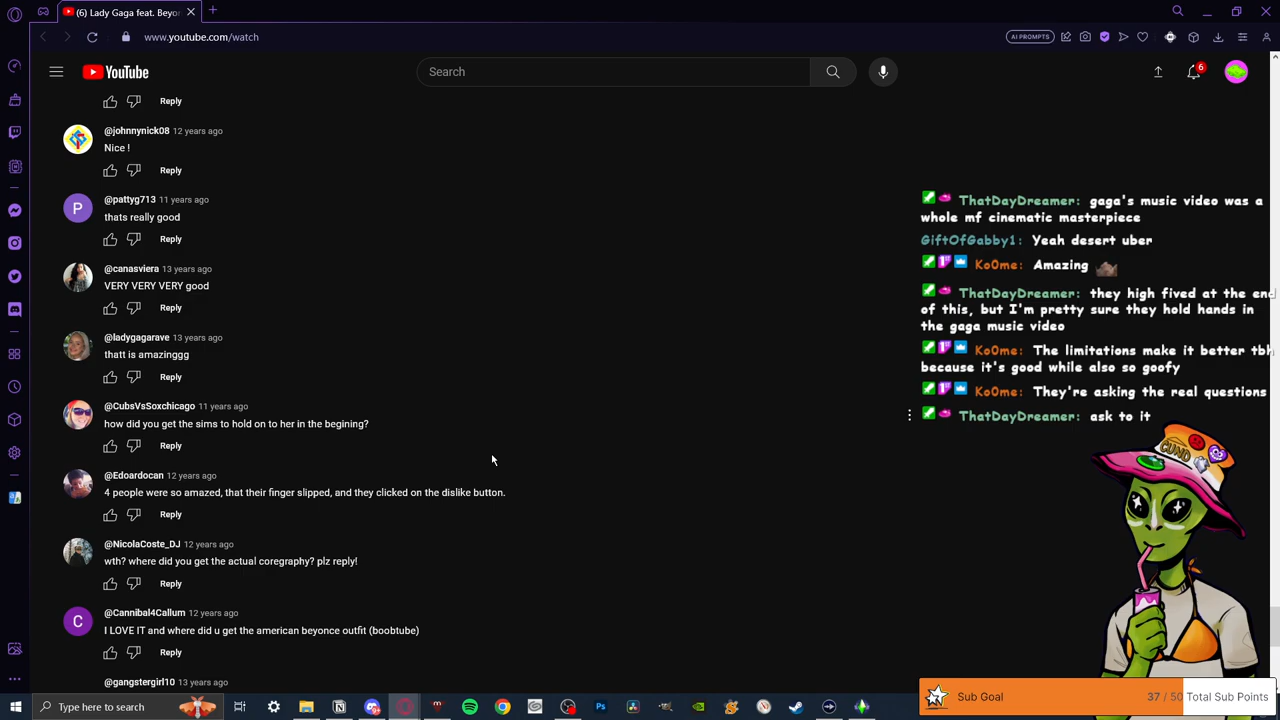 (6) Lady Gaga feat. Beyon
www.youtube.com/watch
AI PROMPTS
YouTube
Search
6
Reply
@johnnynick08 12 years ago
Nice !
Reply
@pattyg713 11 years ago
P
thats really good
Reply
@canasviera 13 years ago
VERY VERY VERY good
Reply
@ladygagarave 13 years ago
thatt is amazinggg
Reply
@CubsVsSoxchicago 11 years ago
how did you get the sims to hold on to her in the begining?
Reply
@Edoardocan 12 years ago
4 people were so amazed, that their finger slipped, and they clicked on the dislike button.
Reply
@NicolaCoste_DJ 12 years ago
wth? where did you get the actual coregraphy? plz reply!
Reply
@Cannibal4Callum 12 years ago
C
I LOVE IT and where did u get the american beyonce outfit (boobtube)
Reply
@gangstergirl10 13 years ago
ThatDayDreamer: gaga's music video was a
whole mf cinematic masterpiece
GiftOfGabby1: Yeah desert uber
Ko0me: Amazing
ThatDayDreamer: they high fived at the end
of this, but I'm pretty sure they hold hands in
the gaga music video
Ko0me: The limitations make it better tbh
because it's good while also so goofy
Ko0me: They're asking the real questions
ThatDayDreamer: ask to it
CUND
Sub Goal
37 / 50 Total Sub Points
Type here to search
Ps